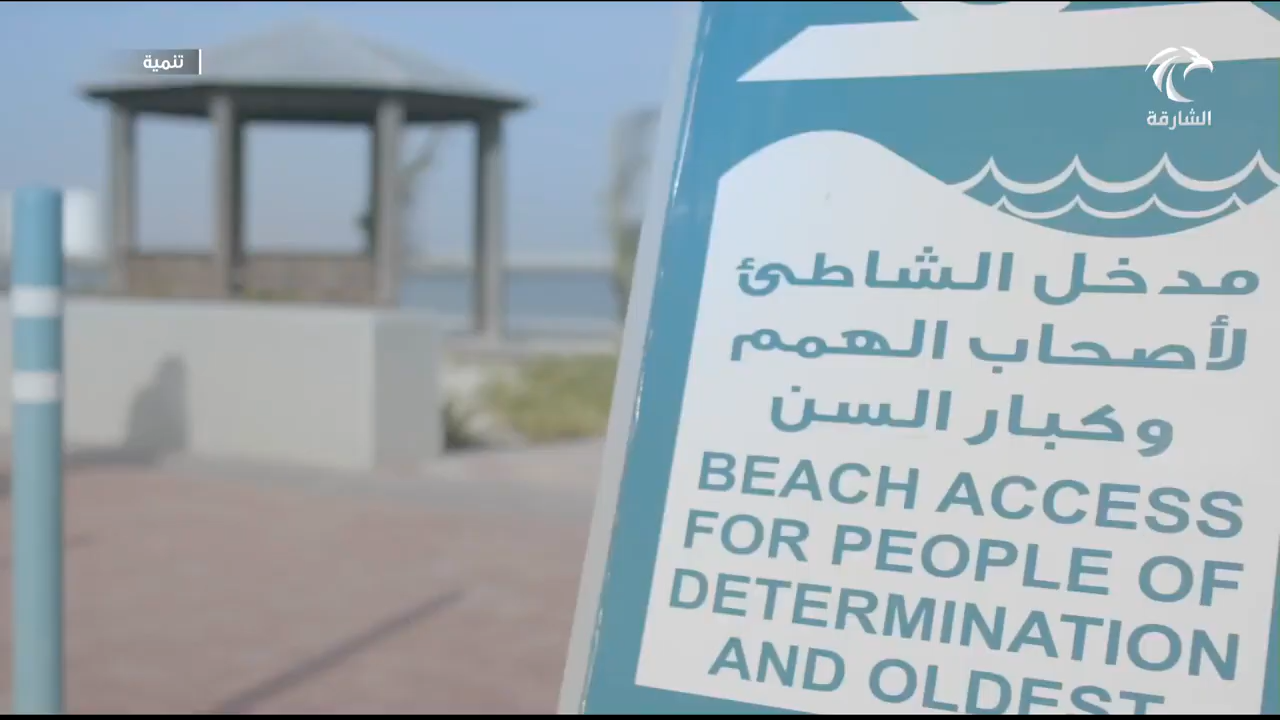 تنمية
الشارقة
مدخل الشاطئ
لأصحاب الهمم
وكبار السن
BEACH ACCESS
FOR PEOPLE OF
DETERMINATION
AND OLDEST